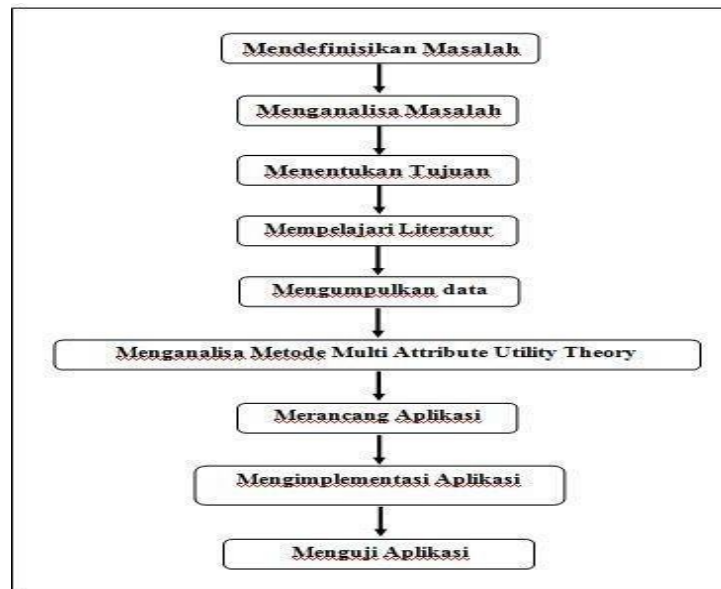 Mendefinisikan Masalah
Menganalisa Masalah
Menentukan Tujuan
Mempelajari Literatur
Mengumpulkan data
Menganalisa Metode Multi Attribute Utility Theory
Merancang Aplikasi
Mengimplementasi Aplikasi
Menguji Aplikasi